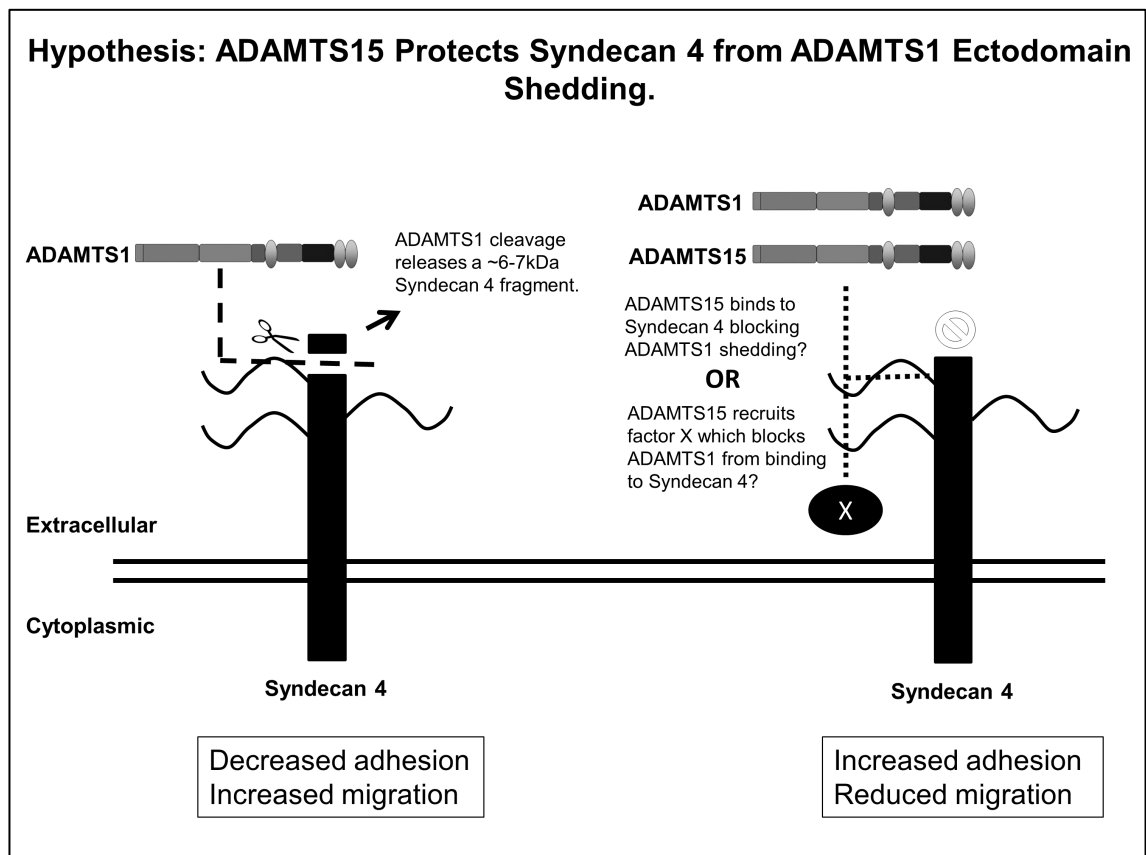 Hypothesis: ADAMTS15 Protects Syndecan 4 from ADAMTS1 Ectodomain
Shedding.
ADAMTS1
ADAMTS1 cleavage
releases a ~6-7kDa
Syndecan 4 fragment.
ADAMTS1
ADAMTS15
ADAMTS15 binds to
Syndecan 4 blocking
ADAMTS1 shedding?
OR
ADAMTS15 recruits
factor X which blocks
ADAMTS1 from binding
to Syndecan 4?
X
Extracellular
Cytoplasmic
Syndecan 4
Syndecan 4
Decreased adhesion
Increased migration
Increased adhesion
Reduced migration